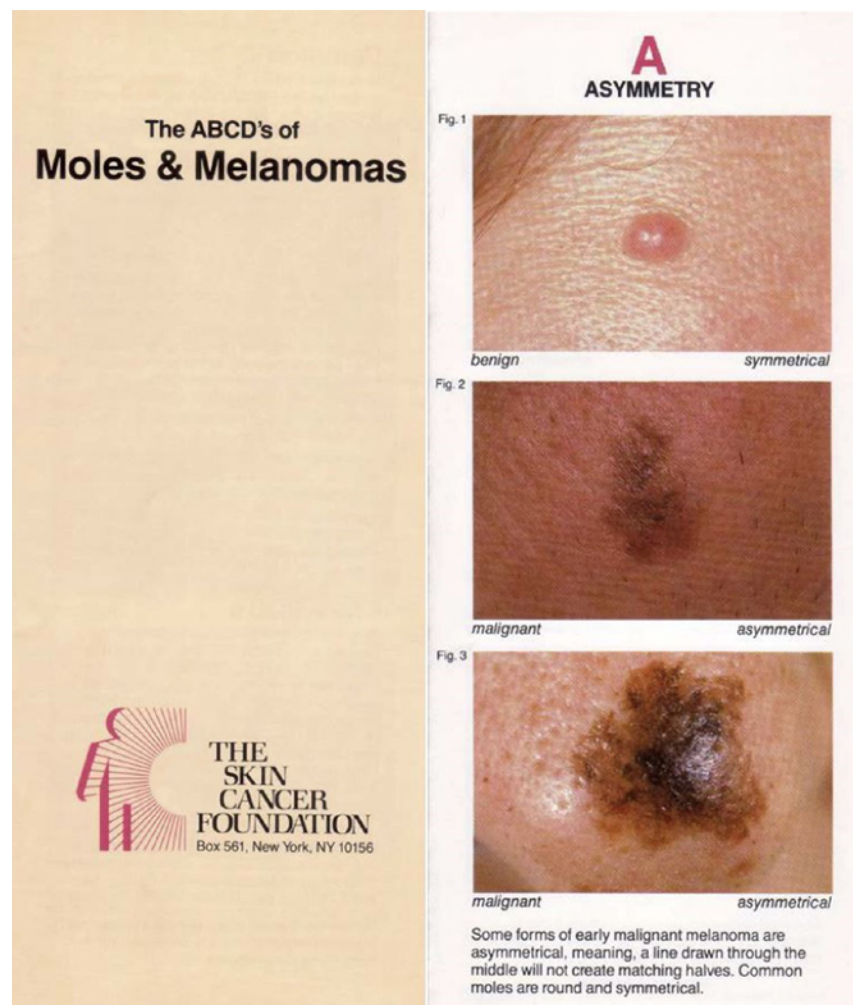 The ABCD's of
Moles & Melanomas
THE
SKIN
CANCER
FOUNDATION
Box 561, New York, NY 10156
A
ASYMMETRY
Fig. 1
benign symmetrical
Fig. 2
malignant asymmetrical
Fig. 3
malignant asymmetrical
Some forms of early malignant melanoma are
asymmetrical, meaning, a line drawn through the
middle will not create matching halves. Common
moles are round and symmetrical.